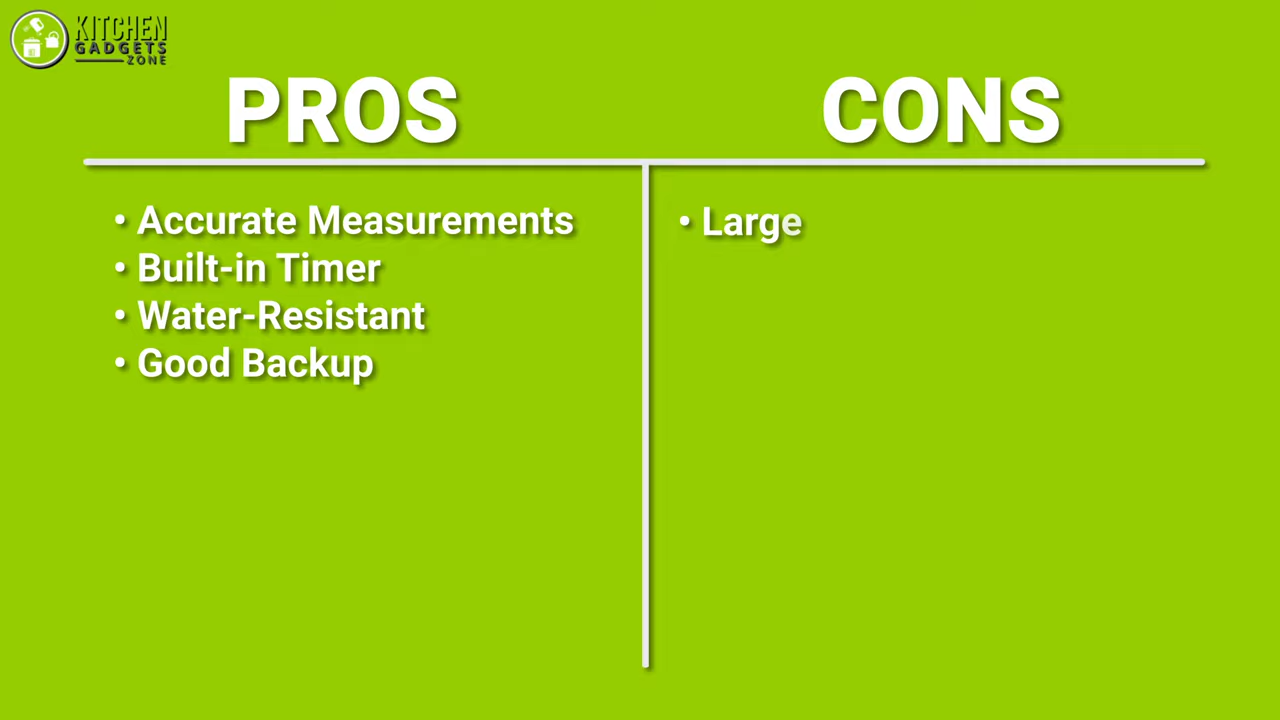 KITCHEN
GADGETS
ZONE
PROS
CONS
• Accurate Measurements
• Built-in Timer
• Water-Resistant
• Good Backup
• Large